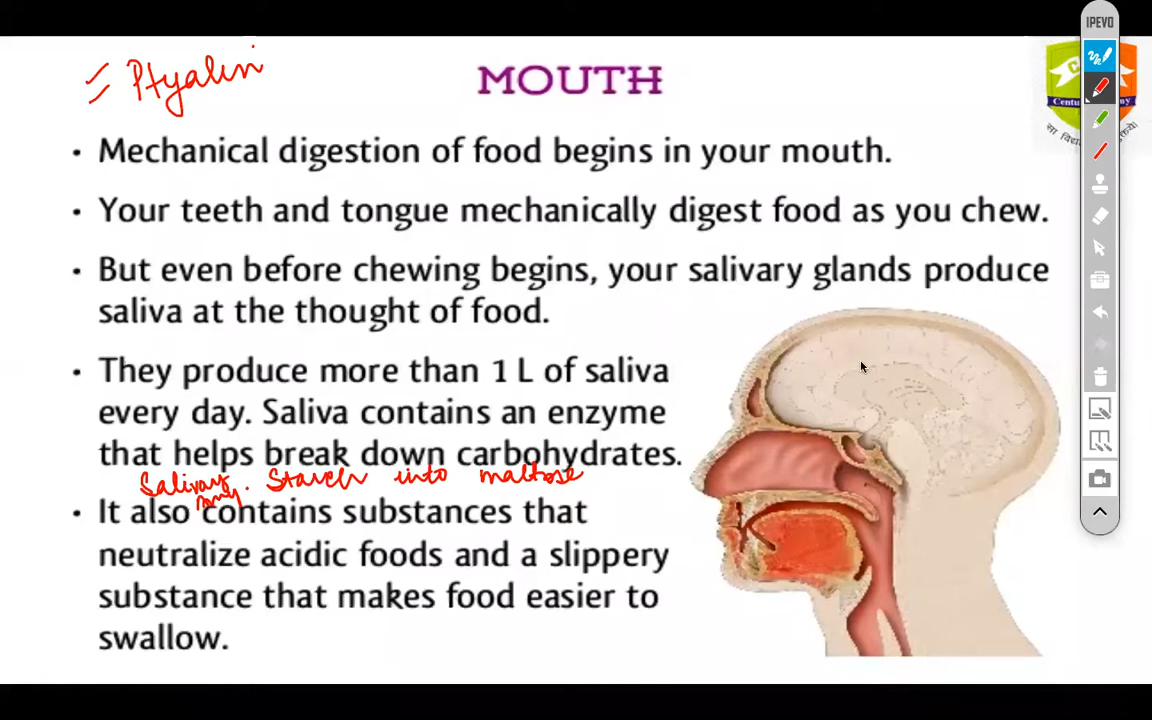 IPEVO
= Ptyalin
MOUTH
• Mechanical digestion of food begins in your mouth.
• Your teeth and tongue mechanically digest food as you chew.
• But even before chewing begins, your salivary glands produce
saliva at the thought of food.
• They produce more than 1 L of saliva
every day. Saliva contains an enzyme
that helps break down carbohydrates.
Salivary Amy. Starch into maltose
• It also contains substances that
neutralize acidic foods and a slippery
substance that makes food easier to
swallow.